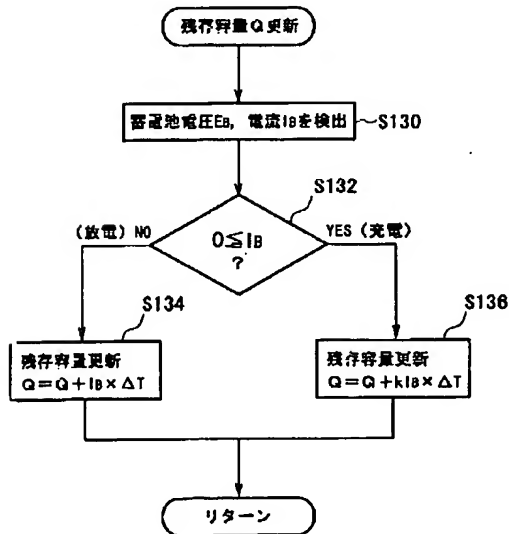 残存容量Q更新
蓄電池電圧EB, 電流IBを検出
S130
S132
(放電) NO
0≦IB
?
YES (充電)
S134
残存容量更新
Q=Q+IB×ΔT
S136
残存容量更新
Q=Q+kIB×ΔT
リターン